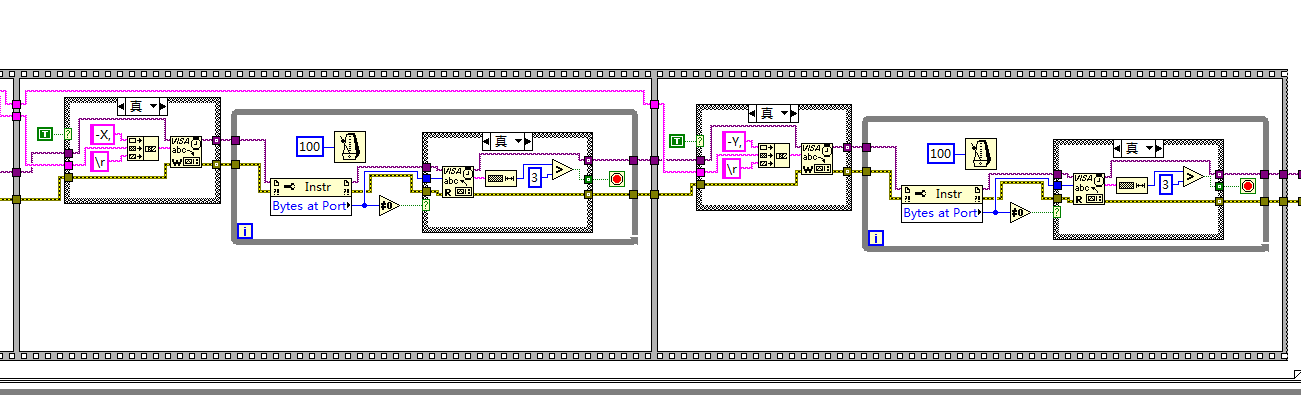 真
T
-X,
\r
VISA
abc
W
100
Instr
Bytes at Port
≠0
?
真
VISA
abc
R
3
>
i
真
T
-Y,
\r
VISA
abc
W
100
Instr
Bytes at Port
≠0
?
真
VISA
abc
R
3
>
i